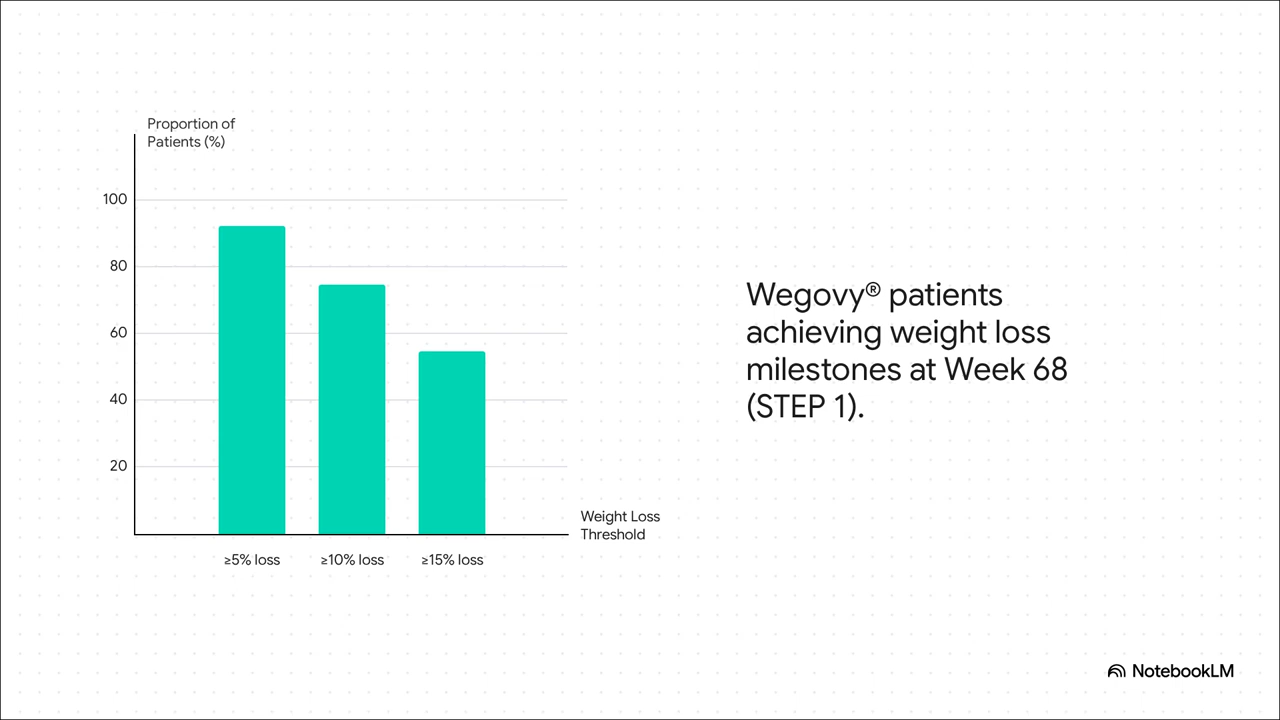 Proportion of
Patients (%)
100
80
60
40
20
Weight Loss
Threshold
≥5% loss
≥10% loss
≥15% loss
Wegovy® patients
achieving weight loss
milestones at Week 68
(STEP 1).
NotebookLM